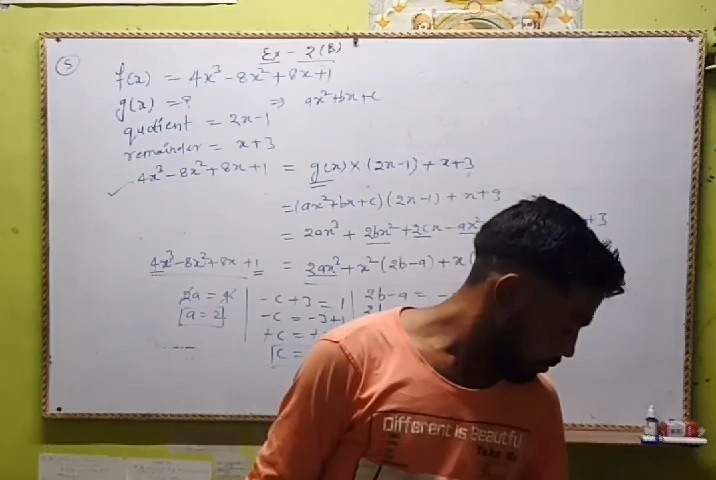 Ex - 2(B)
(5)
f(x) = 4x³ - 8x² + 8x + 1
g(x) = ? ⇒ ax² + bx + c
quotient = 2x - 1
remainder = x + 3
4x³ - 8x² + 8x + 1 = g(x) × (2x - 1) + x + 3
= (ax² + bx + c)(2x - 1) + x + 3
= 2ax³ + 2bx² + 2cx - ax² +3
4x³ - 8x² + 8x + 1 = 2ax³ + x²(2b - a) + x(
2a = 4 | -c + 3 = 1 | 2b - a = -
a = 2 | -c = -3 + 1
+c = +
c =
Different is Beautiful